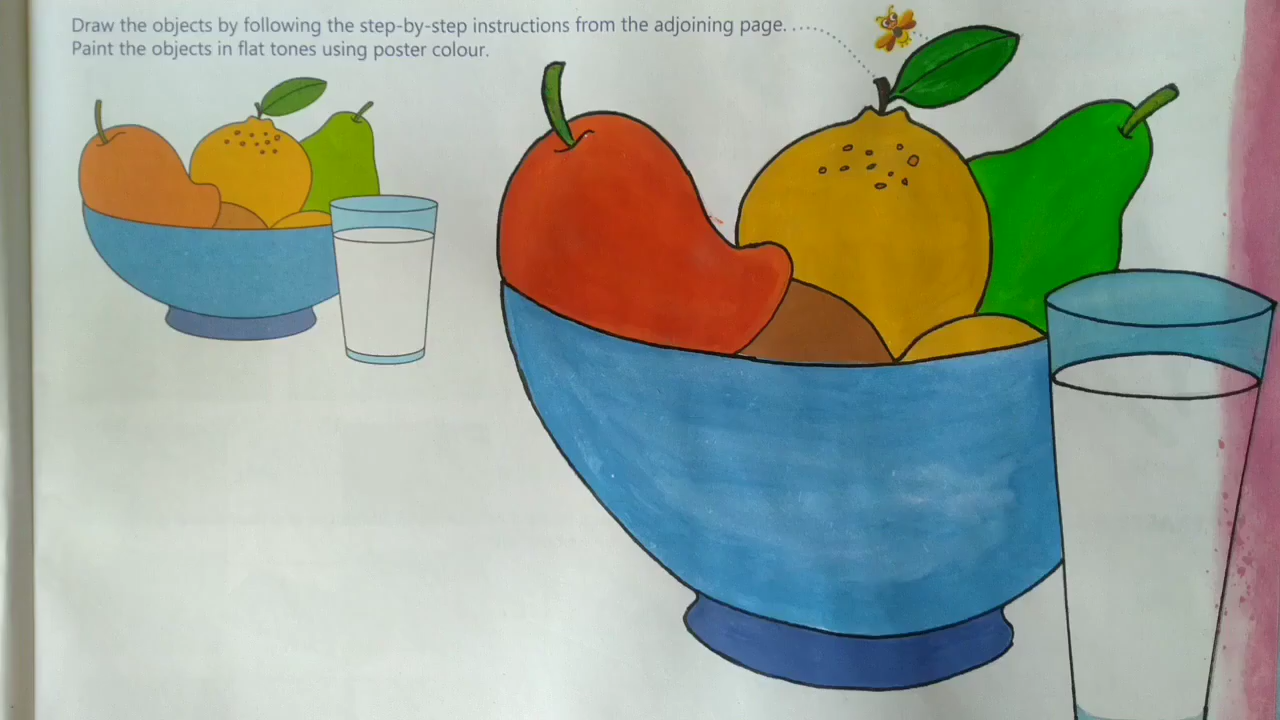 Draw the objects by following the step-by-step instructions from the adjoining page.
Paint the objects in flat tones using poster colour.